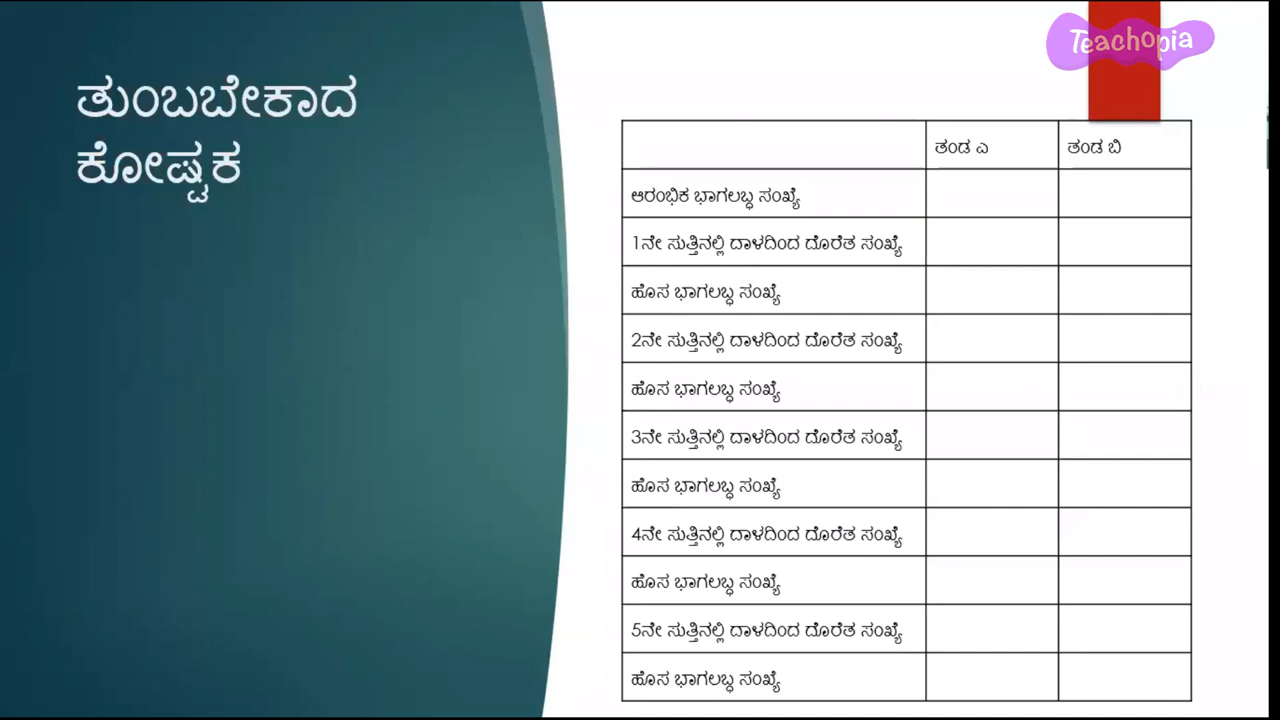 Teachopia
ತುಂಬಬೇಕಾದ
ಕೋಷ್ಟಕ
ತಂಡ ಎ ತಂಡ ಬಿ
ಆರಂಭಿಕ ಭಾಗಲಬ್ಧ ಸಂಖ್ಯೆ
1ನೇ ಸುತ್ತಿನಲ್ಲಿ ದಾಳದಿಂದ ದೊರೆತ ಸಂಖ್ಯೆ
ಹೊಸ ಭಾಗಲಬ್ಧ ಸಂಖ್ಯೆ
2ನೇ ಸುತ್ತಿನಲ್ಲಿ ದಾಳದಿಂದ ದೊರೆತ ಸಂಖ್ಯೆ
ಹೊಸ ಭಾಗಲಬ್ಧ ಸಂಖ್ಯೆ
3ನೇ ಸುತ್ತಿನಲ್ಲಿ ದಾಳದಿಂದ ದೊರೆತ ಸಂಖ್ಯೆ
ಹೊಸ ಭಾಗಲಬ್ಧ ಸಂಖ್ಯೆ
4ನೇ ಸುತ್ತಿನಲ್ಲಿ ದಾಳದಿಂದ ದೊರೆತ ಸಂಖ್ಯೆ
ಹೊಸ ಭಾಗಲಬ್ಧ ಸಂಖ್ಯೆ
5ನೇ ಸುತ್ತಿನಲ್ಲಿ ದಾಳದಿಂದ ದೊರೆತ ಸಂಖ್ಯೆ
ಹೊಸ ಭಾಗಲಬ್ಧ ಸಂಖ್ಯೆ